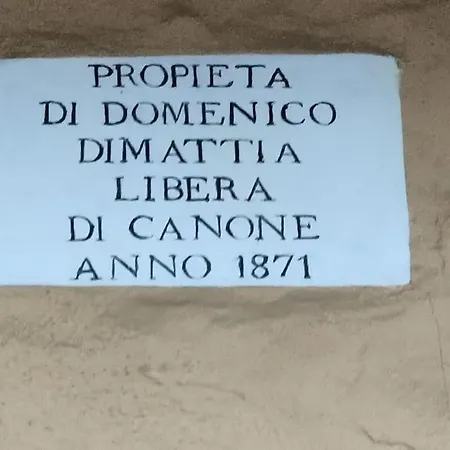 PROPIETA
DI DOMENICO
DIMATTIA
LIBERA
DI CANONE
ANNO 1871